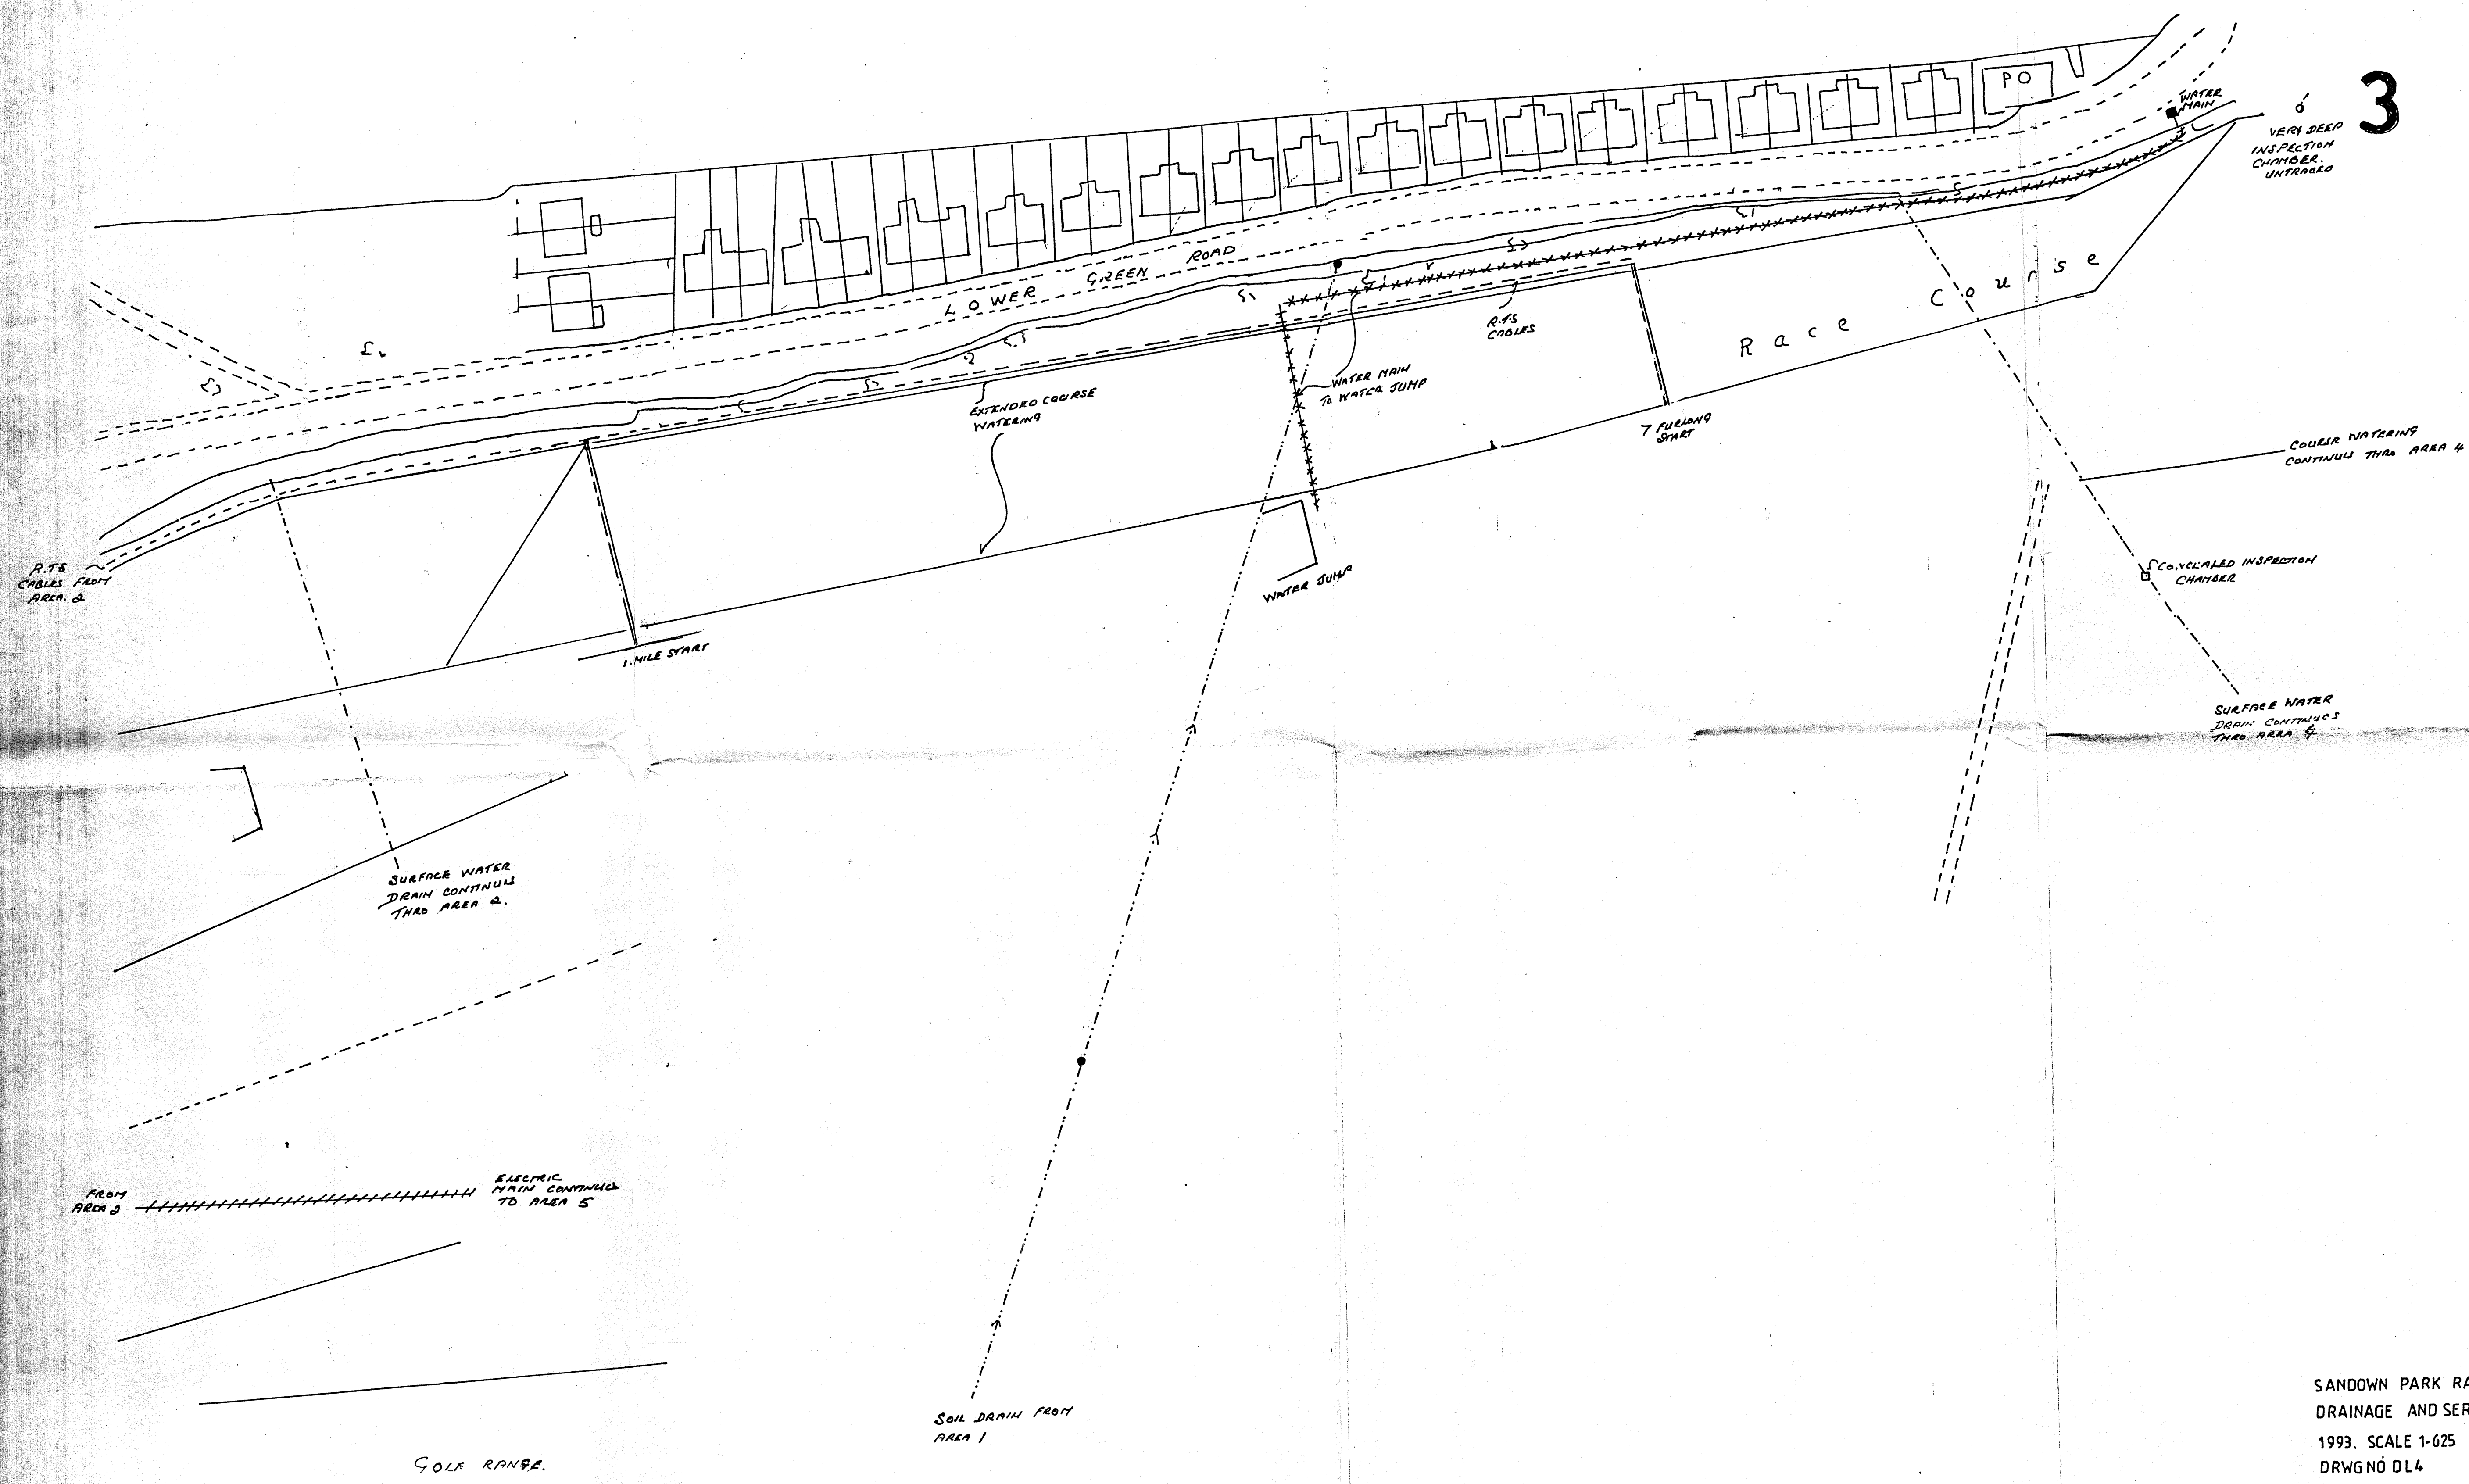 PO
3
WATER
MAIN
VERY DEEP
INSPECTION
CHAMBER.
UNTRACED
LOWER GREEN ROAD
Race Course
R.T.S
CABLES
WATER MAIN
TO WATER JUMP
EXTENDED COURSE
WATERING
7 FURLONG
START
COURSE WATERING
CONTINUES THRO AREA 4
R.T.S
CABLES FROM
AREA. 2
CONCEALED INSPECTION
CHAMBER
WATER JUMP
1. MILE START
SURFACE WATER
DRAIN CONTINUES
THRO AREA 4
SURFACE WATER
DRAIN CONTINUES
THRO AREA 2.
FROM
AREA 2
ELECTRIC
MAIN CONTINUES
TO AREA 5
SOIL DRAIN FROM
AREA 1
GOLF RANGE.
SANDOWN PARK RA
DRAINAGE AND SER
1993. SCALE 1-625
DRWG NO DL4